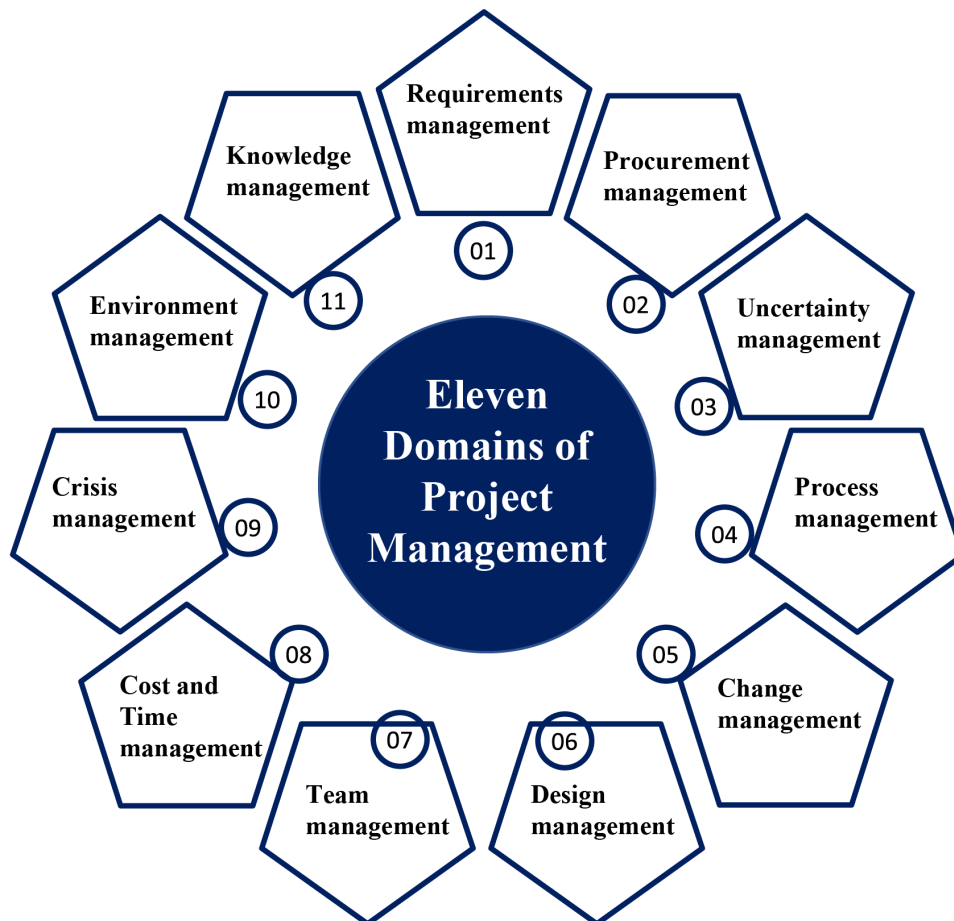 Requirements
management
01
Procurement
management
02
Uncertainty
management
03
Process
management
04
Change
management
05
Design
management
06
Team
management
07
Cost and
Time
management
08
Crisis
management
09
Environment
management
10
Knowledge
management
11
Eleven
Domains of
Project
Management